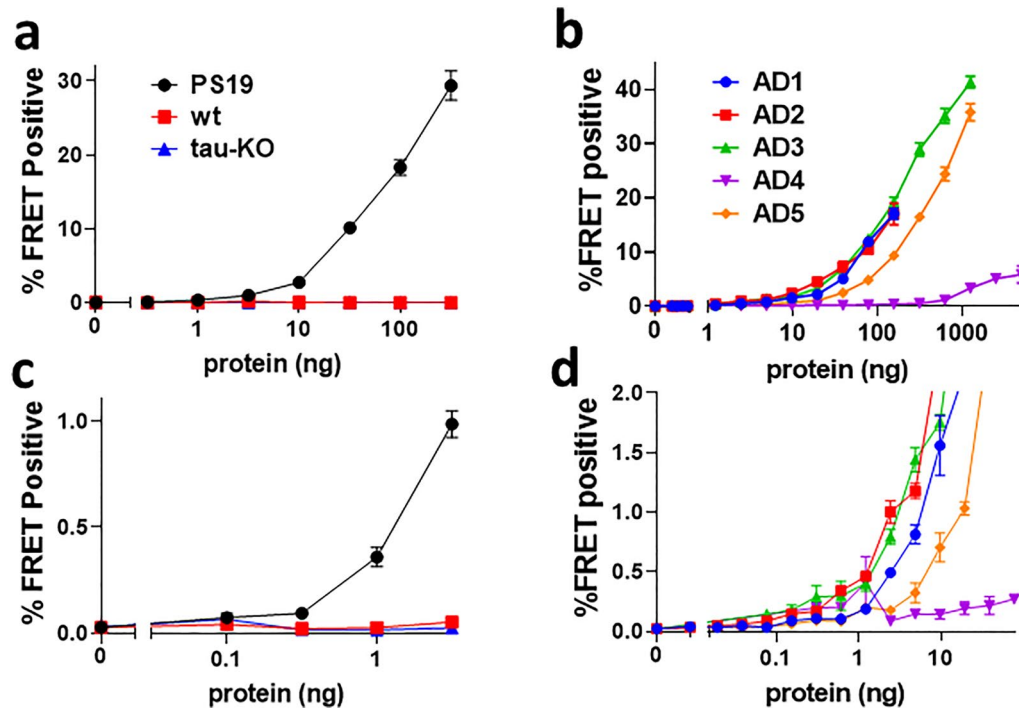 a
% FRET Positive
30
20
10
0
PS19
wt
tau-KO
0
1
10
100
protein (ng)
b
%FRET positive
40
30
20
10
0
AD1
AD2
AD3
AD4
AD5
0
1
10
100
1000
protein (ng)
c
% FRET Positive
1.0
0.5
0.0
0
0.1
1
protein (ng)
d
%FRET positive
2.0
1.5
1.0
0.5
0.0
0
0.1
1
10
protein (ng)